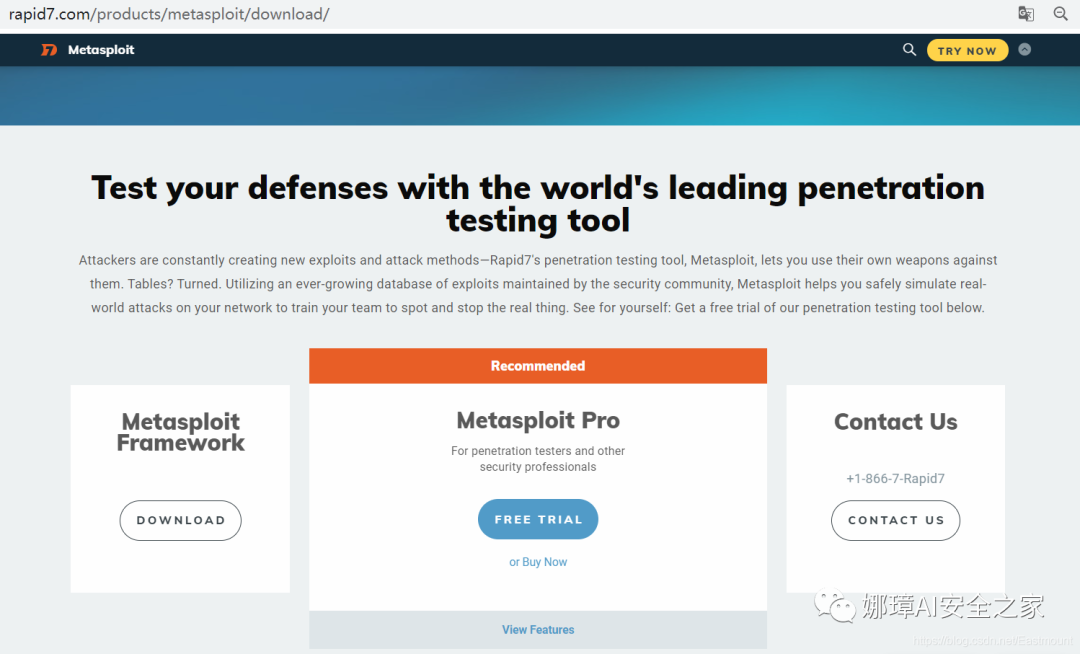 rapid7.com/products/metasploit/download/
Metasploit
TRY NOW
Test your defenses with the world's leading penetration
testing tool
Attackers are constantly creating new exploits and attack methods—Rapid7's penetration testing tool, Metasploit, lets you use their own weapons against
them. Tables? Turned. Utilizing an ever-growing database of exploits maintained by the security community, Metasploit helps you safely simulate real-
world attacks on your network to train your team to spot and stop the real thing. See for yourself: Get a free trial of our penetration testing tool below.
Metasploit
Framework
DOWNLOAD
Recommended
Metasploit Pro
For penetration testers and other
security professionals
FREE TRIAL
or Buy Now
View Features
Contact Us
+1-866-7-Rapid7
CONTACT US
娜璋AI安全之家
https://blog.csdn.net/Eastmount